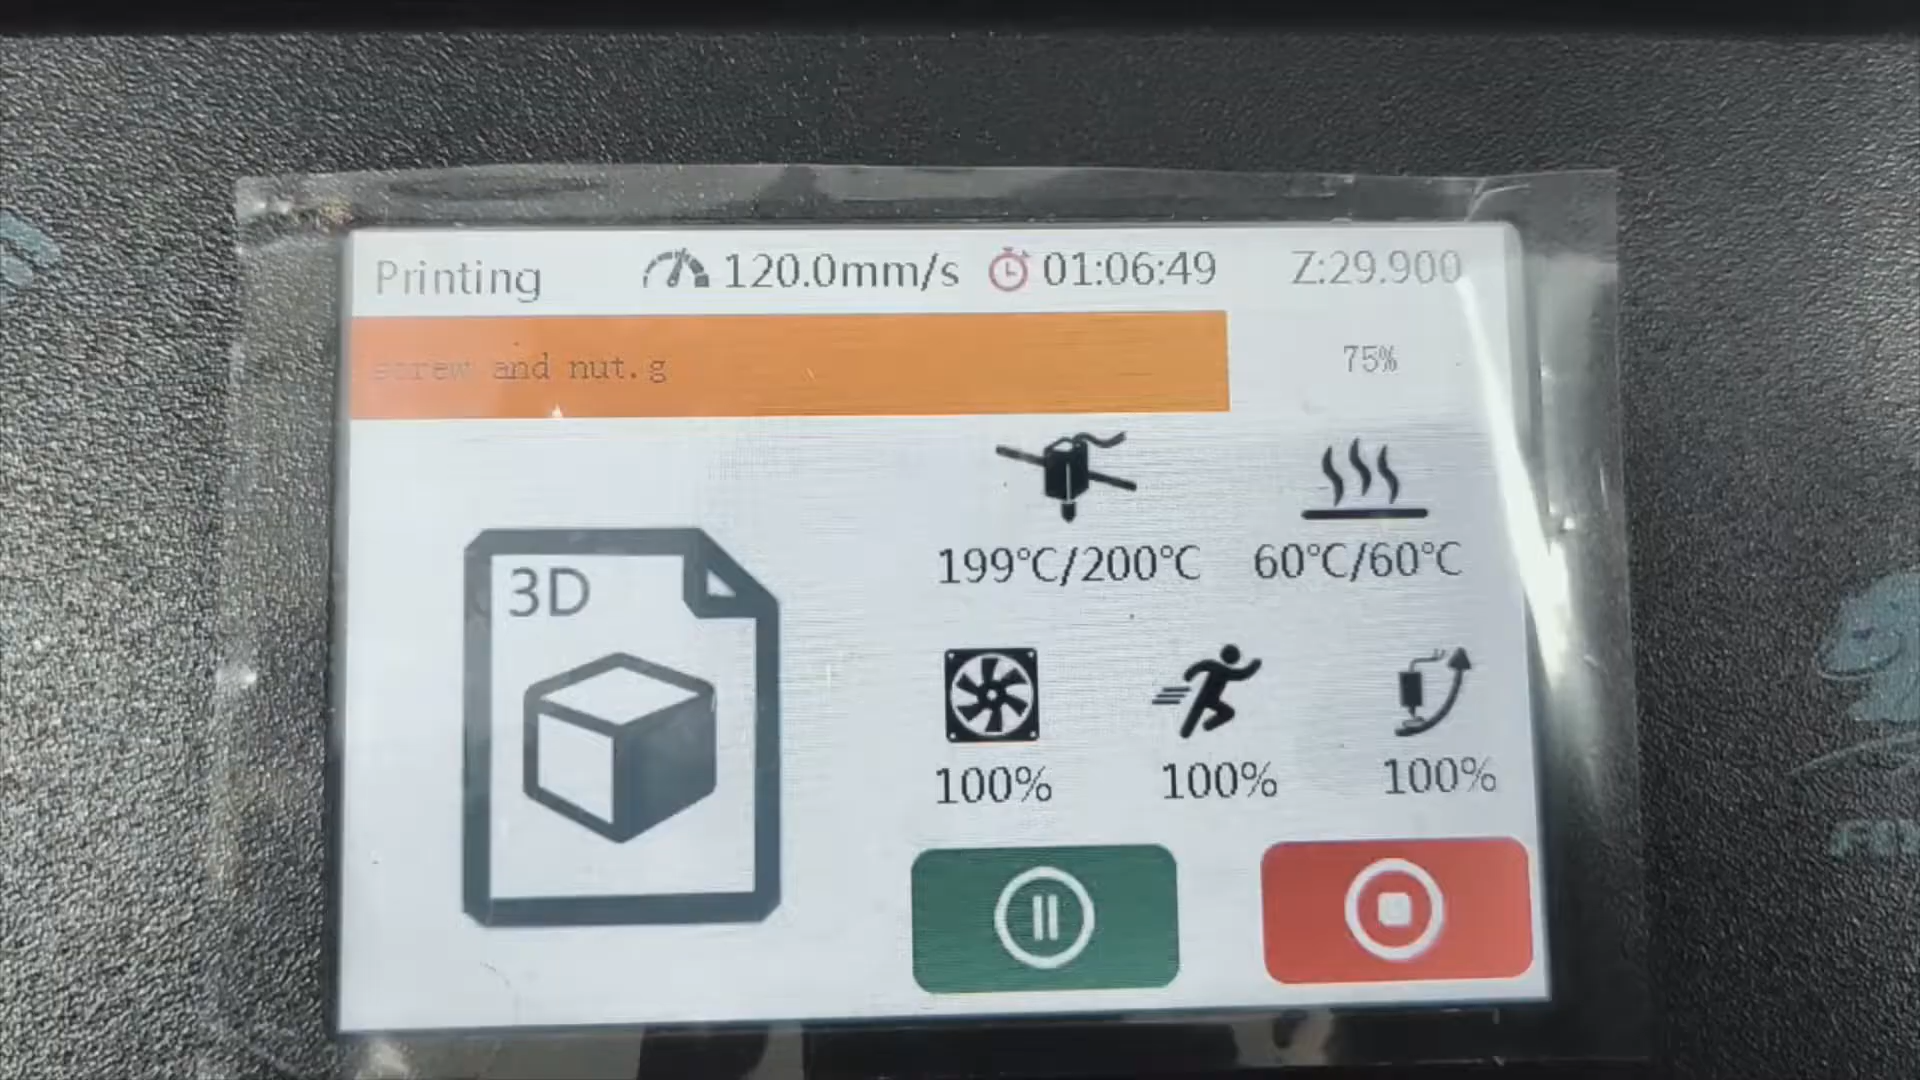 Printing 120.0mm/s 01:06:49 Z:29.900
screw and nut.g 75%
3D
199℃/200℃ 60℃/60℃
100% 100% 100%